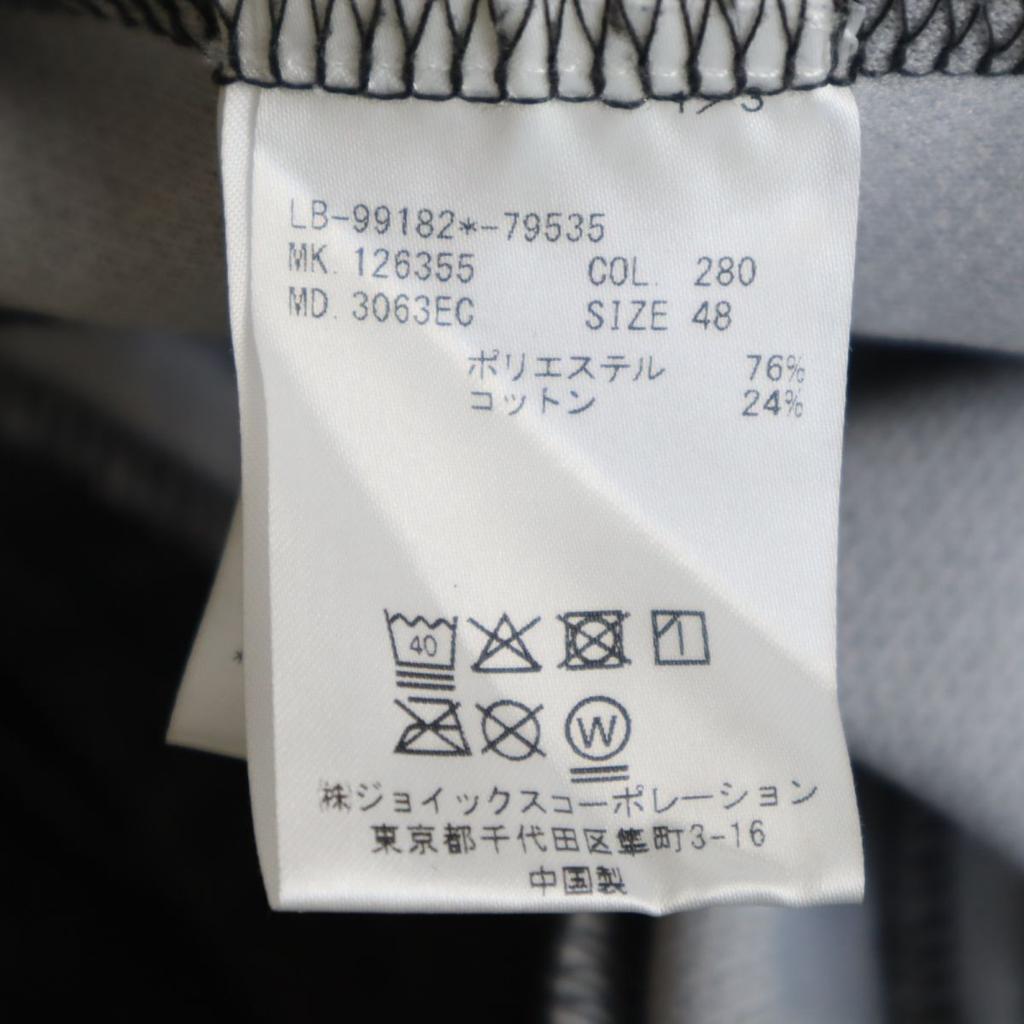 LB-99182*-79535
MK. 126355 COL. 280
MD. 3063EC SIZE 48
ポリエステル 76%
コットン 24%
40
W
㈱ジョイックスコーポレーション
東京都千代田区隼町3-16
中国製